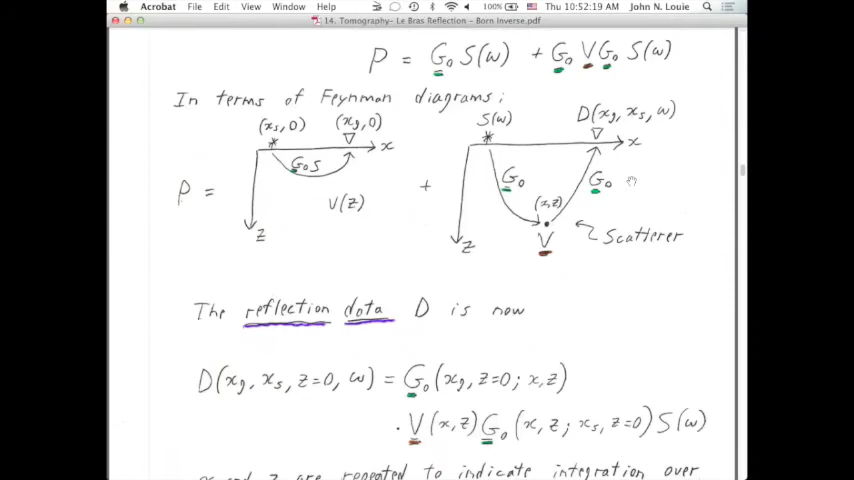 Acrobat File Edit View Window Help 100% Thu 10:52:19 AM John N. Louie
14. Tomography- Le Bras Reflection - Born Inverse.pdf
P = G₀ S(ω) + G₀ V G₀ S(ω)
In terms of Feynman diagrams:
(xs, 0) (xg, 0) S(ω) D(xg, xs, ω)
x x
G₀S G₀ G₀
P = V(z) + (x,z)
z z V Scatterer
The reflection data D is now
D(xg, xs, z=0, ω) = G₀(xg, z=0; x, z)
· V(x,z) G₀(x, z; xs, z=0) S(ω)
x and z are repeated to indicate integration over